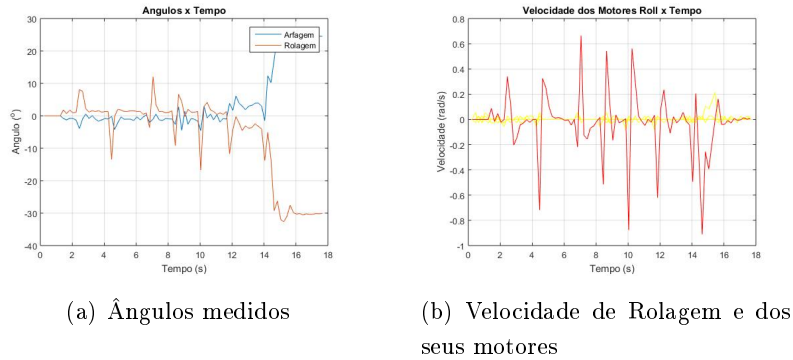 Angulos x Tempo
30
20
10
0
-10
-20
-30
-40
Angulo (º)
0 2 4 6 8 10 12 14 16 18
Tempo (s)
Arfagem
Rolagem
(a) Ângulos medidos
Velocidade dos Motores Roll x Tempo
0.8
0.6
0.4
0.2
0
-0.2
-0.4
-0.6
-0.8
-1
Velocidade (rad/s)
0 2 4 6 8 10 12 14 16 18
Tempo (s)
(b) Velocidade de Rolagem e dos
seus motores